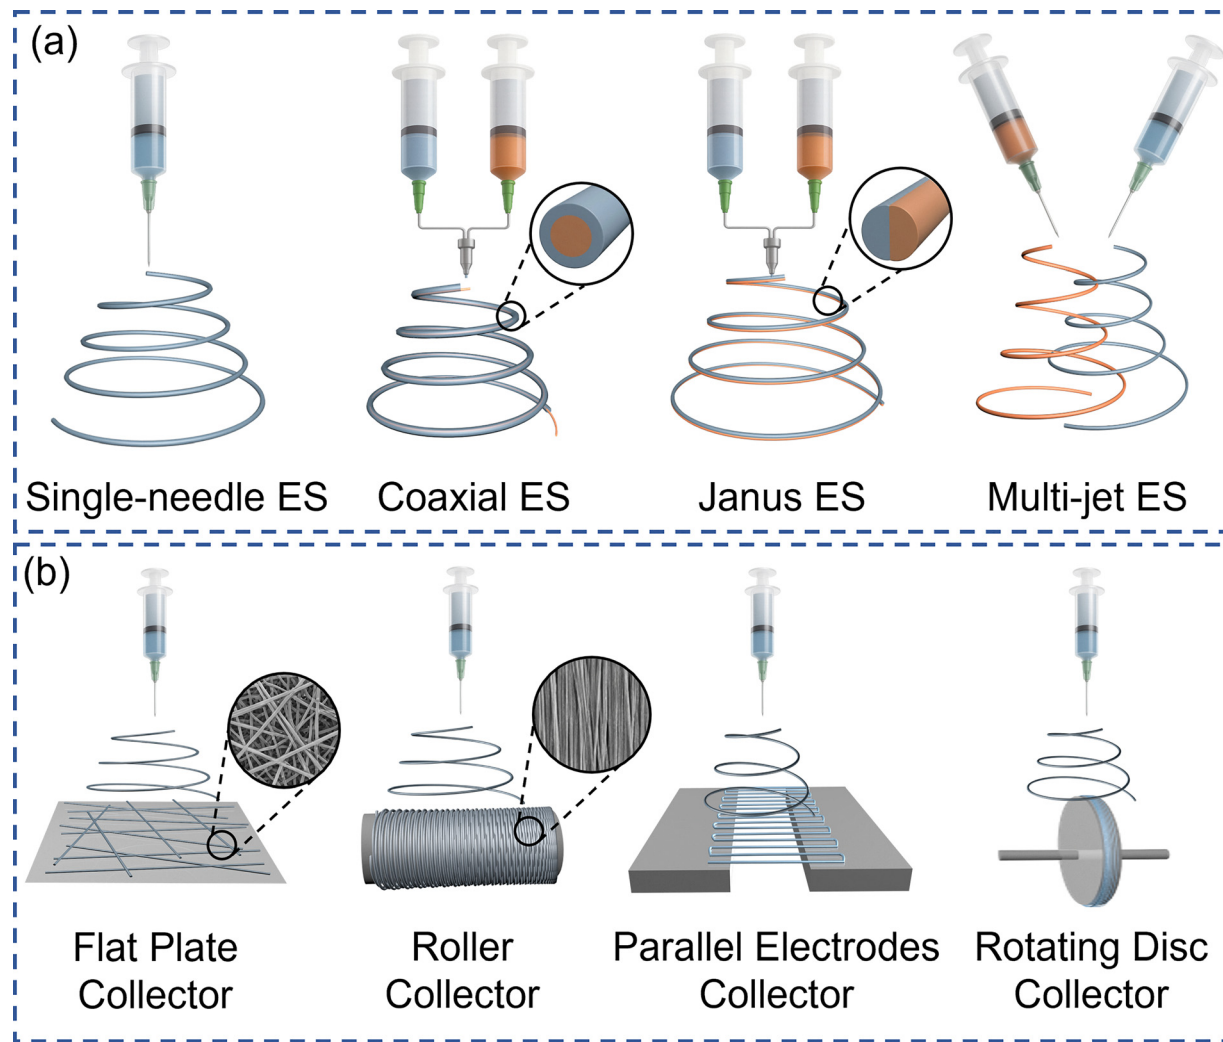 (a)
Single-needle ES
Coaxial ES
Janus ES
Multi-jet ES
(b)
Flat Plate
Collector
Roller
Collector
Parallel Electrodes
Collector
Rotating Disc
Collector